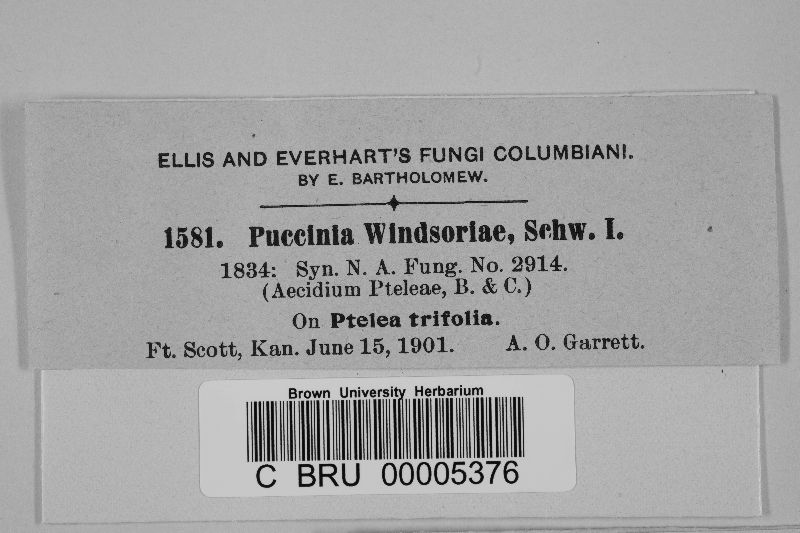 ELLIS AND EVERHART'S FUNGI COLUMBIANI.
BY E. BARTHOLOMEW.
1581. Puccinia Windsoriae, Schw. I.
1834: Syn. N. A. Fung. No. 2914.
(Aecidium Pteleae, B. & C.)
On Ptelea trifolia.
Ft. Scott, Kan. June 15, 1901. A. O. Garrett.
Brown University Herbarium
C BRU 00005376